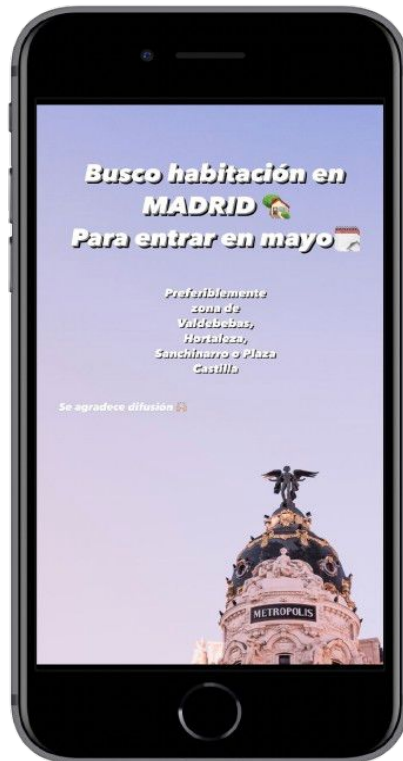 Busco habitación en
MADRID 🏡
Para entrar en mayo🗓️
Preferiblemente
zona de
Valdebebas,
Hortaleza,
Sanchinarro o Plaza
Castilla
Se agradece difusión 🙏🏼
METROPOLIS